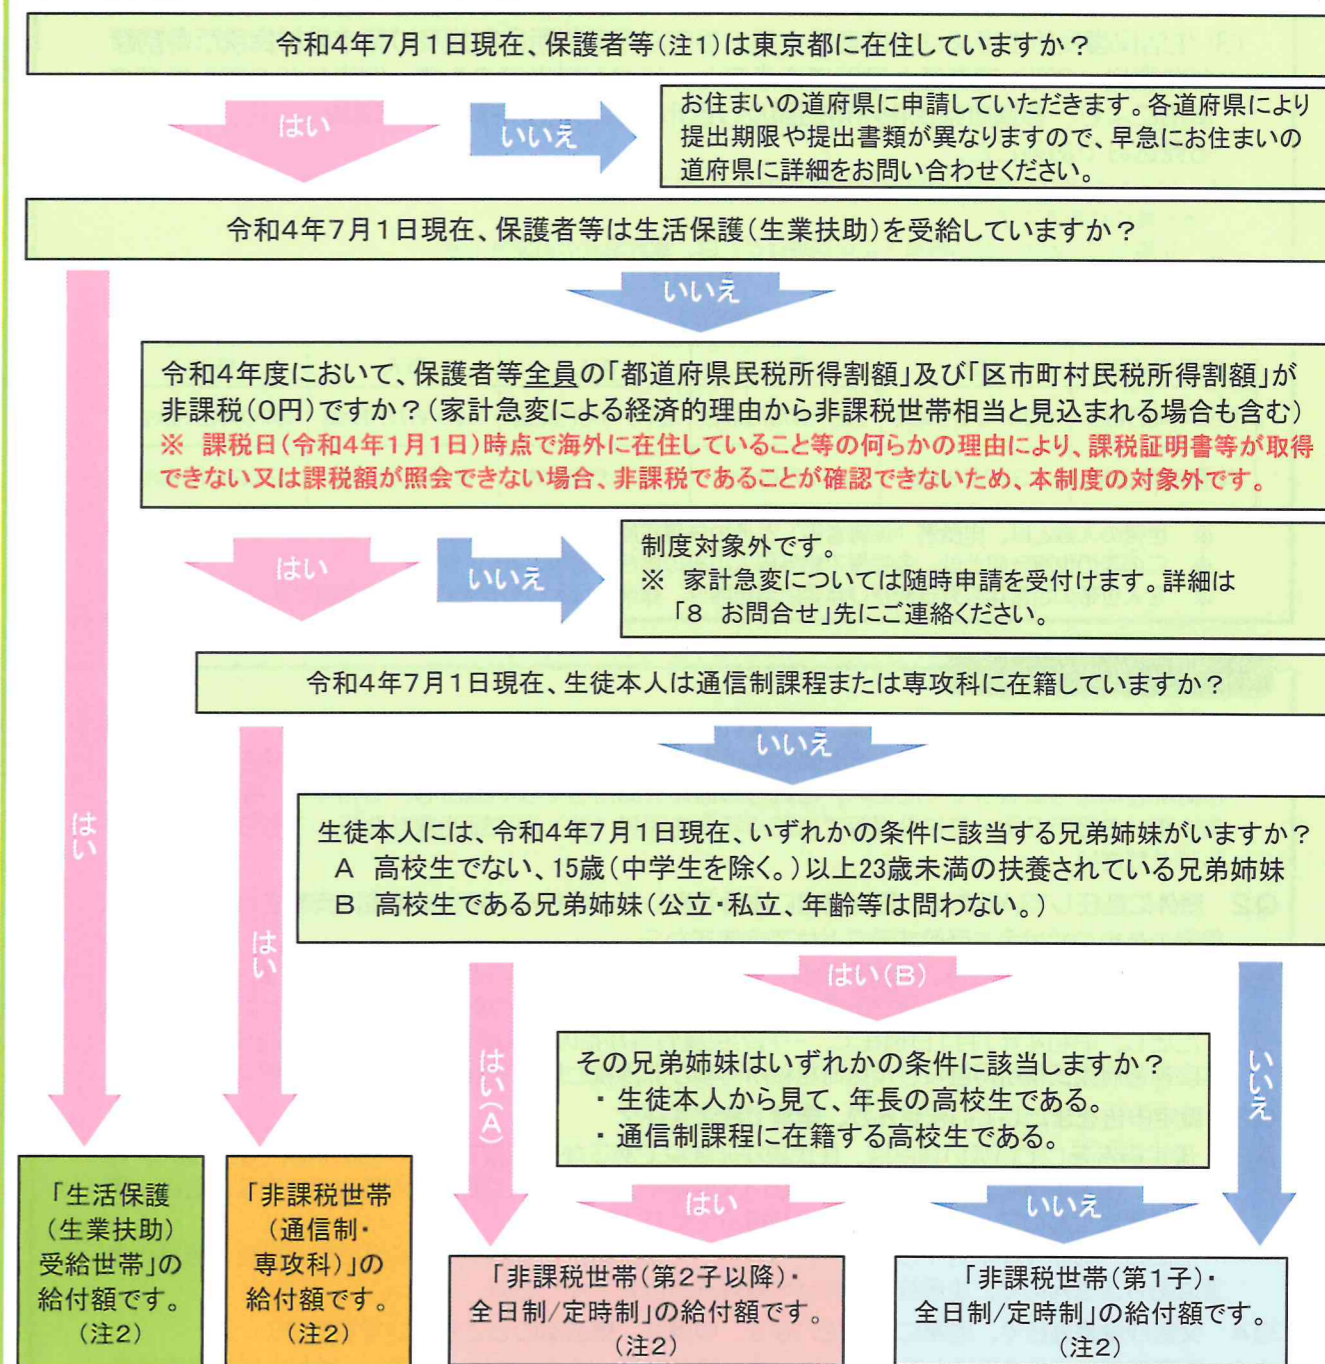 令和4年7月1日現在、保護者等(注1)は東京都に在住していますか？
はい
いいえ
お住まいの道府県に申請していただきます。各道府県により
提出期限や提出書類が異なりますので、早急にお住まいの
道府県に詳細をお問い合わせください。
令和4年7月1日現在、保護者等は生活保護(生業扶助)を受給していますか？
いいえ
令和4年度において、保護者等全員の「都道府県民税所得割額」及び「区市町村民税所得割額」が
非課税(0円)ですか？(家計急変による経済的理由から非課税世帯相当と見込まれる場合も含む)
※ 課税日(令和4年1月1日)時点で海外に在住していること等の何らかの理由により、課税証明書等が取得
できない又は課税額が照会できない場合、非課税であることが確認できないため、本制度の対象外です。
はい
いいえ
制度対象外です。
※ 家計急変については随時申請を受付けます。詳細は
「8 お問合せ」先にご連絡ください。
令和4年7月1日現在、生徒本人は通信制課程または専攻科に在籍していますか？
いいえ
はい
はい
生徒本人には、令和4年7月1日現在、いずれかの条件に該当する兄弟姉妹がいますか？
A 高校生でない、15歳(中学生を除く。)以上23歳未満の扶養されている兄弟姉妹
B 高校生である兄弟姉妹(公立・私立、年齢等は問わない。)
はい(A)
はい(B)
いいえ
その兄弟姉妹はいずれかの条件に該当しますか？
・生徒本人から見て、年長の高校生である。
・通信制課程に在籍する高校生である。
はい
いいえ
「生活保護
(生業扶助)
受給世帯」の
給付額です。
(注2)
「非課税世帯
(通信制・
専攻科)」の
給付額です。
(注2)
「非課税世帯(第2子以降)・
全日制/定時制」の給付額です。
(注2)
「非課税世帯(第1子)・
全日制/定時制」の給付額です。
(注2)